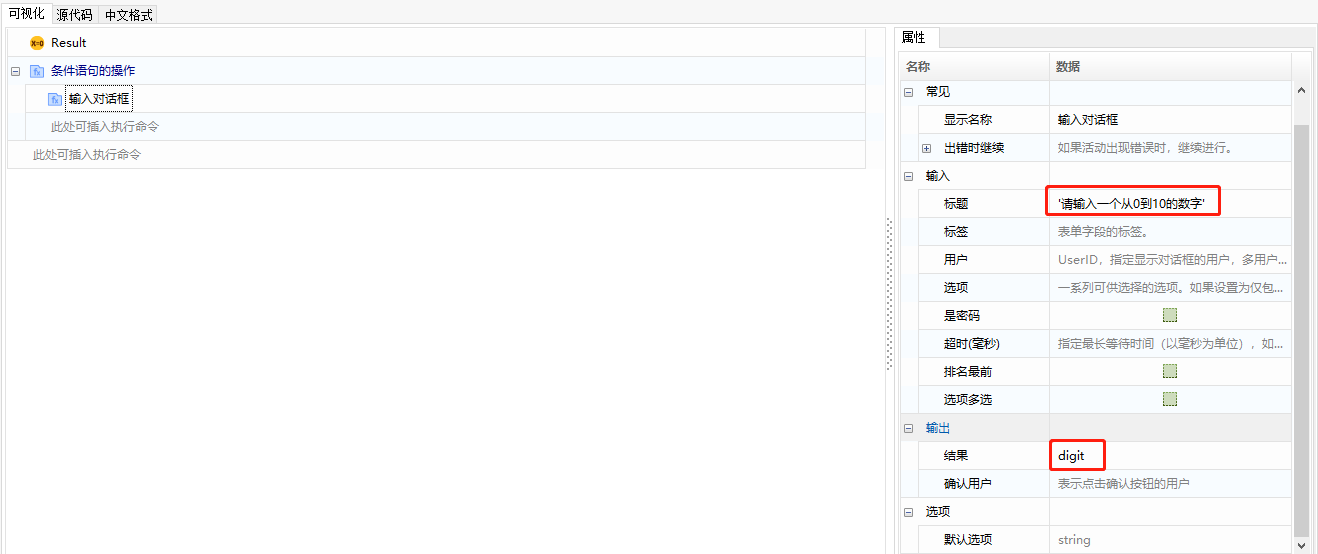 可视化 源代码 中文格式
Result
条件语句的操作
输入对话框
此处可插入执行命令
此处可插入执行命令
属性
名称 数据
常见
显示名称 输入对话框
出错时继续 如果活动出现错误时，继续进行。
输入
标题 '请输入一个从0到10的数字'
标签 表单字段的标签。
用户 UserID，指定显示对话框的用户，多用户...
选项 一系列可供选择的选项。如果设置为仅包...
是密码
超时(毫秒) 指定最长等待时间（以毫秒为单位），如...
排名最前
选项多选
输出
结果 digit
确认用户 表示点击确认按钮的用户
选项
默认选项 string